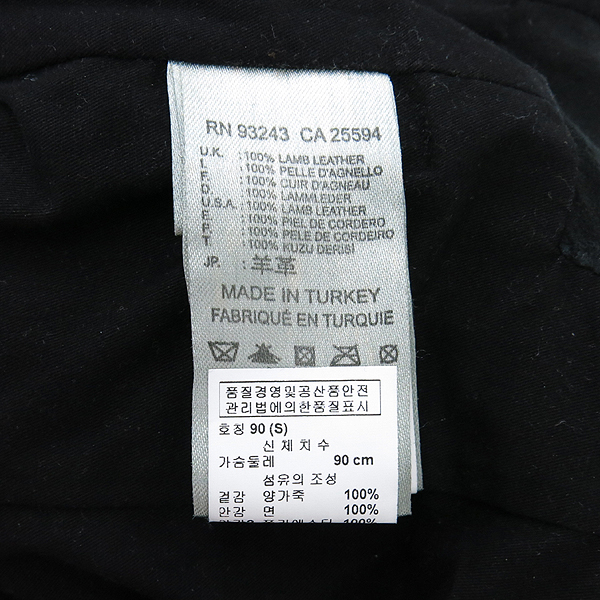 RN 93243 CA 25594
U.K. :100% LAMB LEATHER
I. :100% PELLE D'AGNELLO
F. :100% CUIR D'AGNEAU
D. :100% LAMMLEDER
U.S.A. :100% LAMB LEATHER
E. :100% PIEL DE CORDERO
P. :100% PELE DE CORDEIRO
T. :100% KUZU DERİSİ
JP. :羊革
MADE IN TURKEY
FABRIQUÉ EN TURQUIE
품질경영및공산품안전
관리법에의한품질표시
호칭 90 (S)
신체치수
가슴둘레 90 cm
섬유의 조성
겉감 양가죽 100%
안감 면 100%